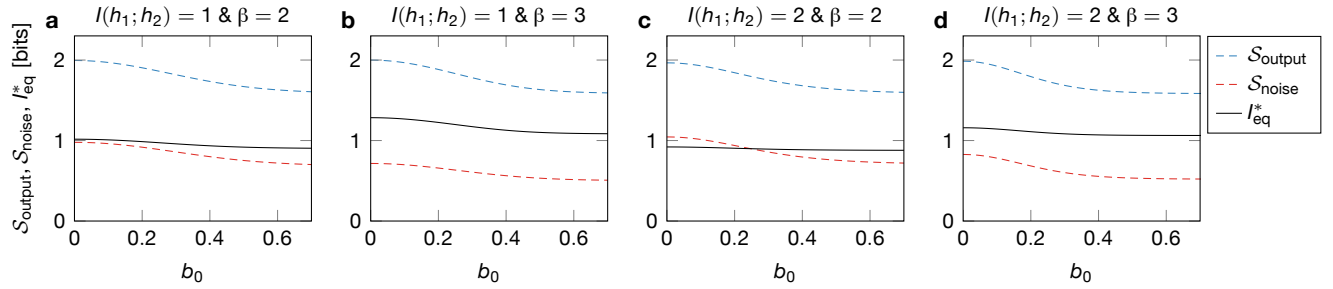 a I(h₁;h₂) = 1 & β = 2
b I(h₁;h₂) = 1 & β = 3
c I(h₁;h₂) = 2 & β = 2
d I(h₁;h₂) = 2 & β = 3
𝒮output, 𝒮noise, I*eq [bits]
2
1
0
0 0.2 0.4 0.6
b₀
2
1
0
0 0.2 0.4 0.6
b₀
2
1
0
0 0.2 0.4 0.6
b₀
2
1
0
0 0.2 0.4 0.6
b₀
𝒮output
𝒮noise
I*eq